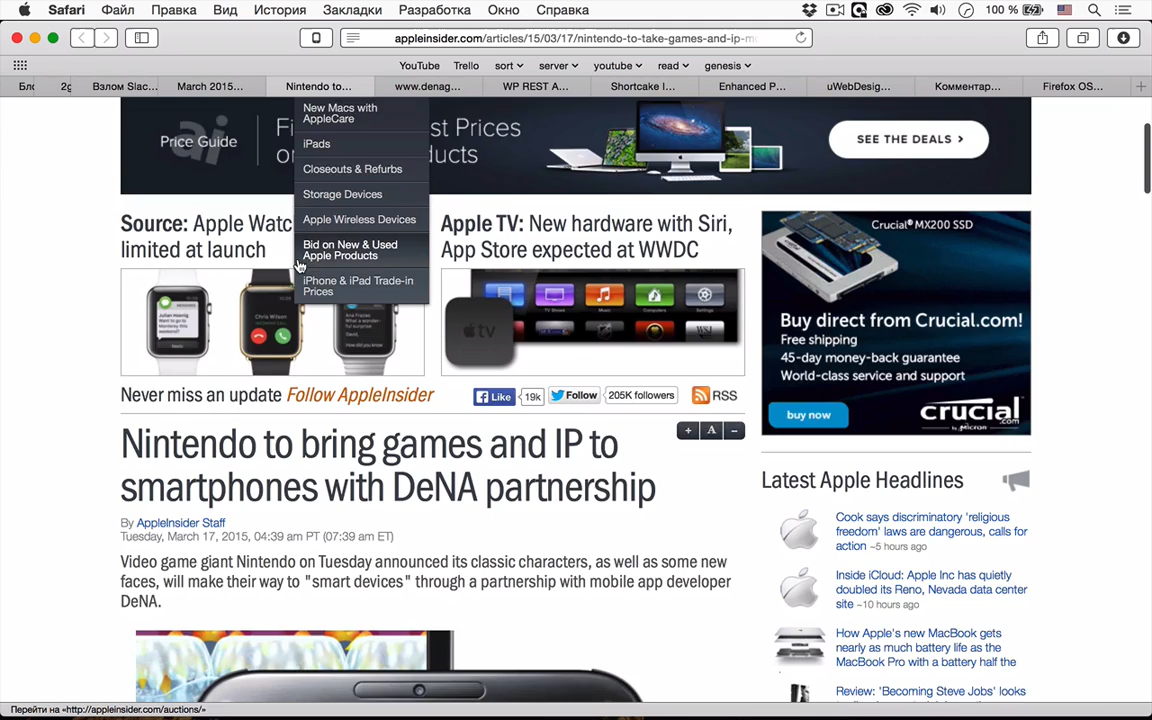 Safari Файл Правка Вид История Закладки Разработка Окно Справка 100 %
appleinsider.com/articles/15/03/17/nintendo-to-take-games-and-ip-m
YouTube Trello sort server youtube read genesis
Бло 2g Взлом Slac... March 2015... Nintendo to... www.denag... WP REST A... Shortcake I... Enhanced P... uWebDesig... Комментар... Firefox OS...
New Macs with
AppleCare
iPads
Closeouts & Refurbs
Storage Devices
Apple Wireless Devices
Bid on New & Used
Apple Products
iPhone & iPad Trade-in
Prices
ai
Price Guide
st Prices
SEE THE DEALS >
Source: Apple Watc
limited at launch
Apple TV: New hardware with Siri,
App Store expected at WWDC
tv
Crucial® MX200 SSD
Buy direct from Crucial.com!
Free shipping
45-day money-back guarantee
World-class service and support
buy now
crucial
.com
by Micron
Never miss an update Follow AppleInsider
Like 19k Follow 205K followers RSS
Nintendo to bring games and IP to
smartphones with DeNA partnership
+ A −
By AppleInsider Staff
Tuesday, March 17, 2015, 04:39 am PT (07:39 am ET)
Video game giant Nintendo on Tuesday announced its classic characters, as well as some new
faces, will make their way to "smart devices" through a partnership with mobile app developer
DeNA.
Latest Apple Headlines
Cook says discriminatory 'religious
freedom' laws are dangerous, calls for
action ~5 hours ago
Inside iCloud: Apple Inc has quietly
doubled its Reno, Nevada data center
site ~10 hours ago
How Apple's new MacBook gets
nearly as much battery life as the
MacBook Pro with a battery half the
Review: 'Becoming Steve Jobs' looks
Перейти на «http://appleinsider.com/auctions/»